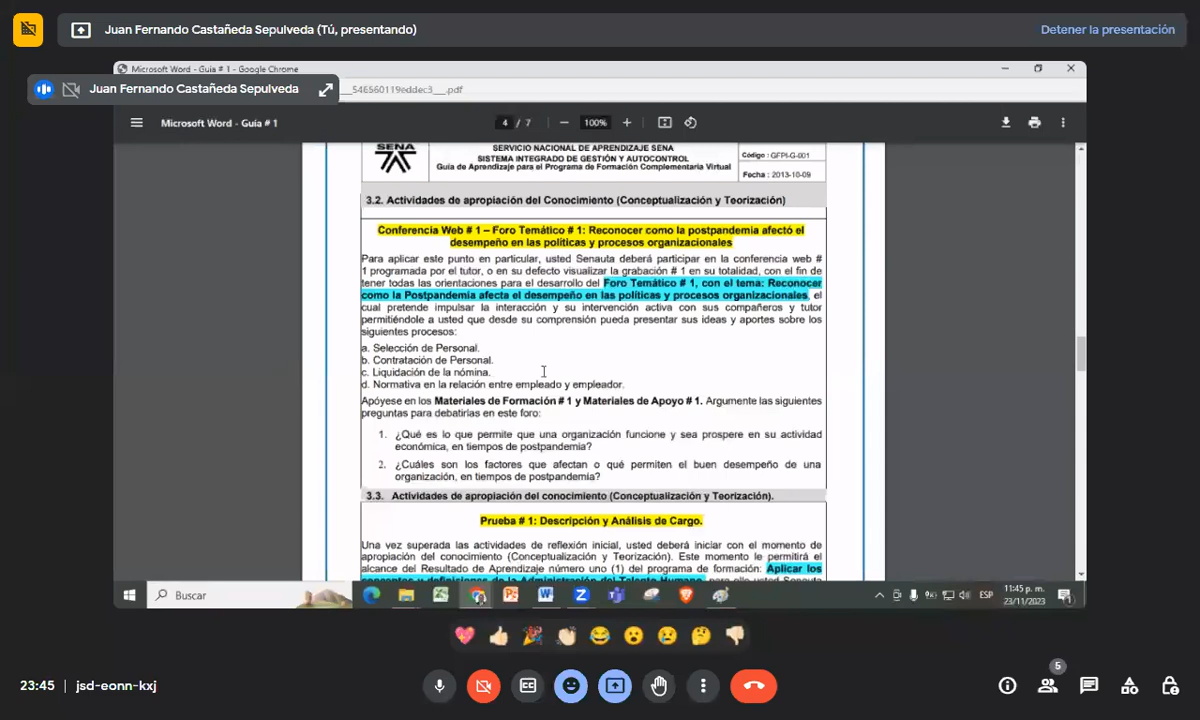 Juan Fernando Castañeda Sepulveda (Tú, presentando)
Detener la presentación
Microsoft Word - Guia # 1 - Google Chrome
Juan Fernando Castañeda Sepulveda
__546560119eddec3__.pdf
Microsoft Word - Guía # 1
4 / 7
100%
SENA
SERVICIO NACIONAL DE APRENDIZAJE SENA
SISTEMA INTEGRADO DE GESTIÓN Y AUTOCONTROL
Guía de Aprendizaje para el Programa de Formación Complementaria Virtual
Código : GFPI-G-001
Fecha : 2013-10-09
3.2. Actividades de apropiación del Conocimiento (Conceptualización y Teorización)
Conferencia Web # 1 – Foro Temático # 1: Reconocer como la postpandemia afectó el
desempeño en las políticas y procesos organizacionales
Para aplicar este punto en particular, usted Senauta deberá participar en la conferencia web #
1 programada por el tutor, o en su defecto visualizar la grabación # 1 en su totalidad, con el fin de
tener todas las orientaciones para el desarrollo del Foro Temático # 1, con el tema: Reconocer
como la Postpandemia afecta el desempeño en las políticas y procesos organizacionales, el
cual pretende impulsar la interacción y su intervención activa con sus compañeros y tutor
permitiéndole a usted que desde su comprensión pueda presentar sus ideas y aportes sobre los
siguientes procesos:
a. Selección de Personal.
b. Contratación de Personal.
c. Liquidación de la nómina.
d. Normativa en la relación entre empleado y empleador.
Apóyese en los Materiales de Formación # 1 y Materiales de Apoyo # 1. Argumente las siguientes
preguntas para debatirlas en este foro:
1. ¿Qué es lo que permite que una organización funcione y sea prospere en su actividad
económica, en tiempos de postpandemia?
2. ¿Cuáles son los factores que afectan o qué permiten el buen desempeño de una
organización, en tiempos de postpandemia?
3.3. Actividades de apropiación del conocimiento (Conceptualización y Teorización).
Prueba # 1: Descripción y Análisis de Cargo.
Una vez superada las actividades de reflexión inicial, usted deberá iniciar con el momento de
apropiación del conocimiento (Conceptualización y Teorización). Este momento le permitirá el
alcance del Resultado de Aprendizaje número uno (1) del programa de formación: Aplicar los
conceptos y definiciones de la Administración del Talento Humano, para ello usted Senauta
Buscar
ESP
11:45 p. m.
23/11/2023
1
23:45 | jsd-eonn-kxj
5